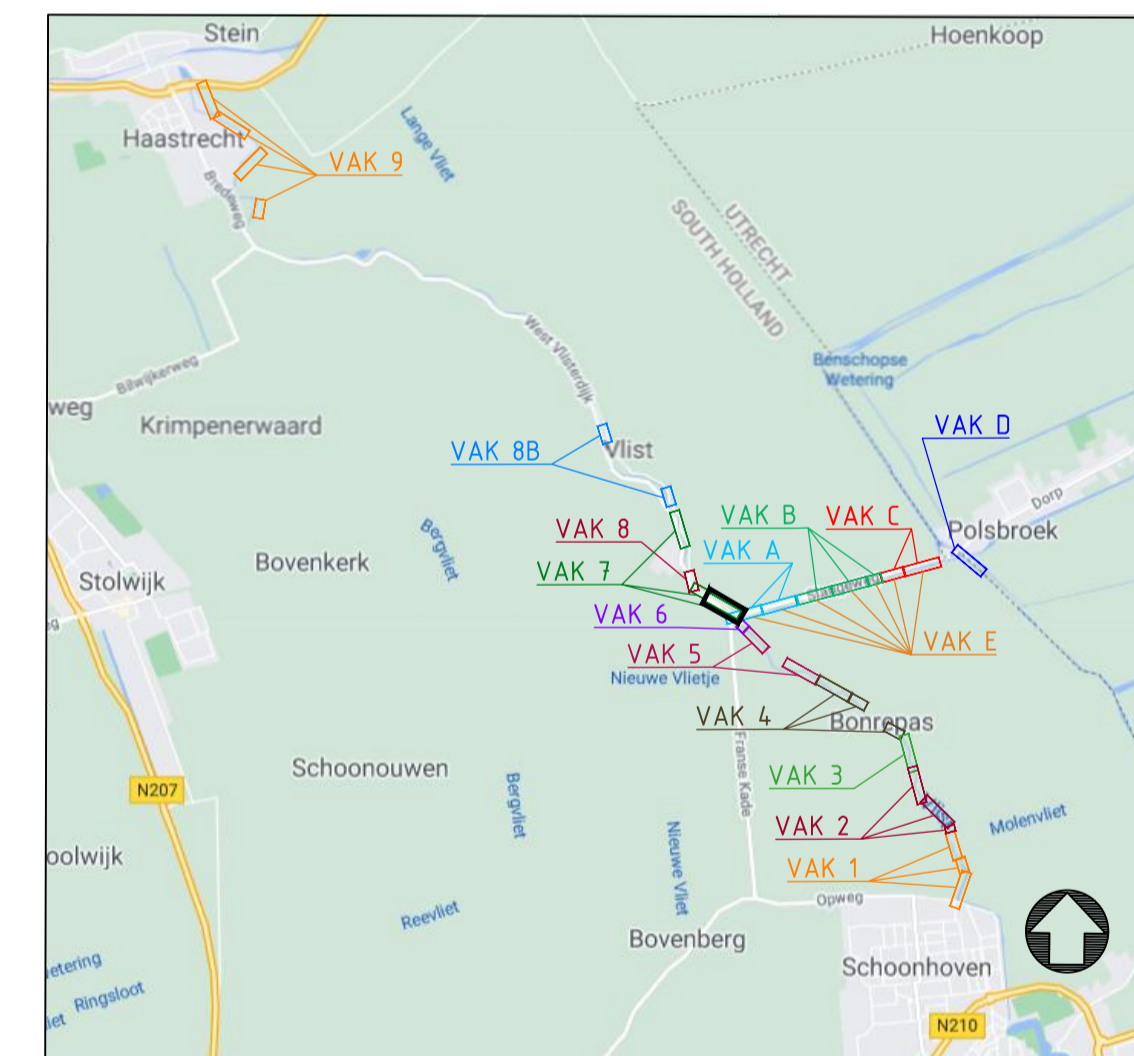 Stein
Hoenkoop
Haastrecht
Lange Vliet
VAK 9
Bredeweg
UTRECHT
SOUTH HOLLAND
West Vlisterdijk
Benschopse
Wetering
Bilwijkerweg
weg
Krimpenerwaard
VAK 8B
Vlist
VAK D
Dorp
VAK B
VAK C
Polsbroek
VAK 8
Bergvliet
Bovenkerk
VAK A
VAK 7
Stolwijk
Slangeweg
VAK 6
VAK E
VAK 5
Nieuwe Vlietje
VAK 4
Bonrepas
Franse Kade
Schoonouwen
VAK 3
N207
Bergvliet
Molenvliet
VAK 2
Nieuwe Vliet
oolwijk
VAK 1
Opweg
Reevliet
Bovenberg
Schoonhoven
etering
Ringsloot
iet
N210